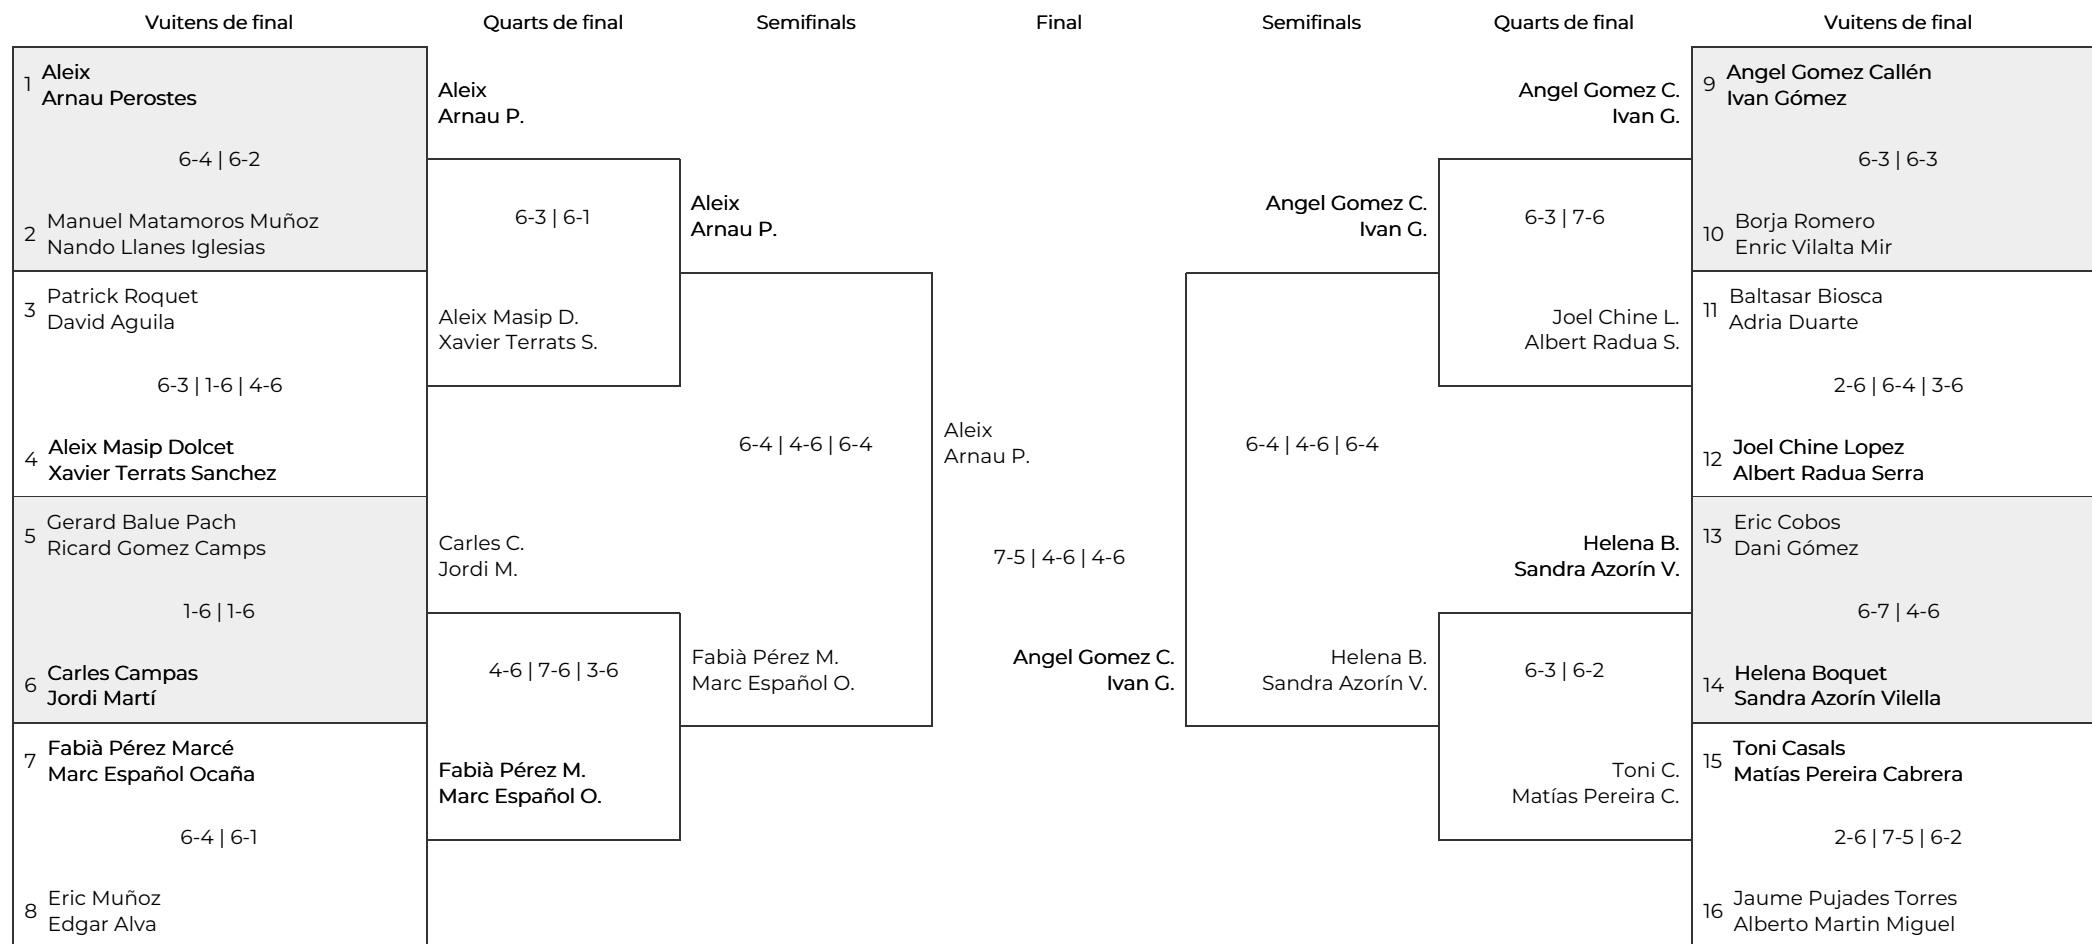 Vuitens de final
Quarts de final
Semifinals
Final
Semifinals
Quarts de final
Vuitens de final
1
Aleix
Arnau Perostes
6-4 | 6-2
2
Manuel Matamoros Muñoz
Nando Llanes Iglesias
3
Patrick Roquet
David Aguila
6-3 | 1-6 | 4-6
4
Aleix Masip Dolcet
Xavier Terrats Sanchez
5
Gerard Balue Pach
Ricard Gomez Camps
1-6 | 1-6
6
Carles Campas
Jordi Martí
7
Fabià Pérez Marcé
Marc Español Ocaña
6-4 | 6-1
8
Eric Muñoz
Edgar Alva
Aleix
Arnau P.
6-3 | 6-1
Aleix Masip D.
Xavier Terrats S.
Carles C.
Jordi M.
4-6 | 7-6 | 3-6
Fabià Pérez M.
Marc Español O.
Aleix
Arnau P.
6-4 | 4-6 | 6-4
Fabià Pérez M.
Marc Español O.
Aleix
Arnau P.
7-5 | 4-6 | 4-6
Angel Gomez C.
Ivan G.
Angel Gomez C.
Ivan G.
6-4 | 4-6 | 6-4
Helena B.
Sandra Azorín V.
Angel Gomez C.
Ivan G.
6-3 | 7-6
Joel Chine L.
Albert Radua S.
Helena B.
Sandra Azorín V.
6-3 | 6-2
Toni C.
Matías Pereira C.
9
Angel Gomez Callén
Ivan Gómez
6-3 | 6-3
10
Borja Romero
Enric Vilalta Mir
11
Baltasar Biosca
Adria Duarte
2-6 | 6-4 | 3-6
12
Joel Chine Lopez
Albert Radua Serra
13
Eric Cobos
Dani Gómez
6-7 | 4-6
14
Helena Boquet
Sandra Azorín Vilella
15
Toni Casals
Matías Pereira Cabrera
2-6 | 7-5 | 6-2
16
Jaume Pujades Torres
Alberto Martin Miguel